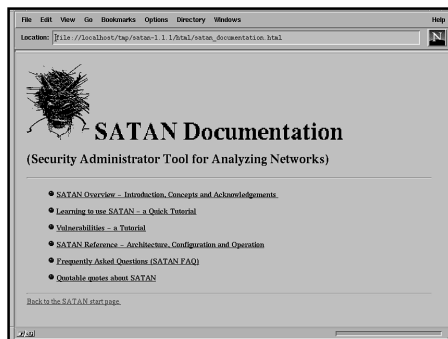 File Edit View Go Bookmarks Options Directory Windows Help
Location: file://localhost/tmp/satan-1.1.1/html/satan_documentation.html
N
SATAN Documentation
(Security Administrator Tool for Analyzing Networks)
SATAN Overview – Introduction, Concepts and Acknowledgements
Learning to use SATAN – a Quick Tutorial
Vulnerabilities – a Tutorial
SATAN Reference – Architecture, Configuration and Operation
Frequently Asked Questions (SATAN FAQ)
Quotable quotes about SATAN
Back to the SATAN start page.